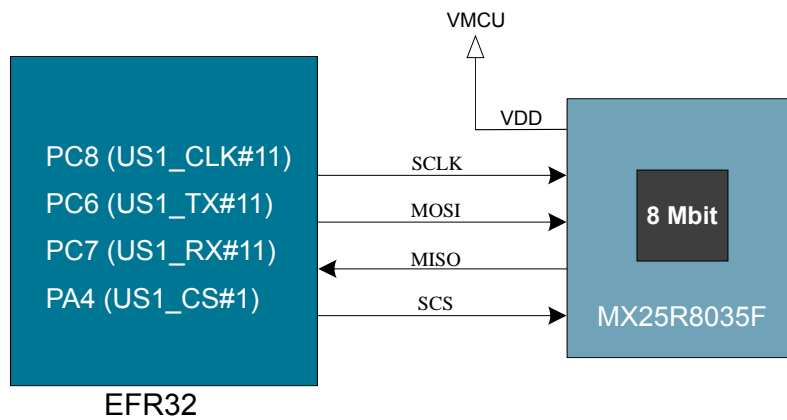 VMCU
VDD
PC8 (US1_CLK#11)
PC6 (US1_TX#11)
PC7 (US1_RX#11)
PA4 (US1_CS#1)
SCLK
MOSI
MISO
SCS
8 Mbit
MX25R8035F
EFR32